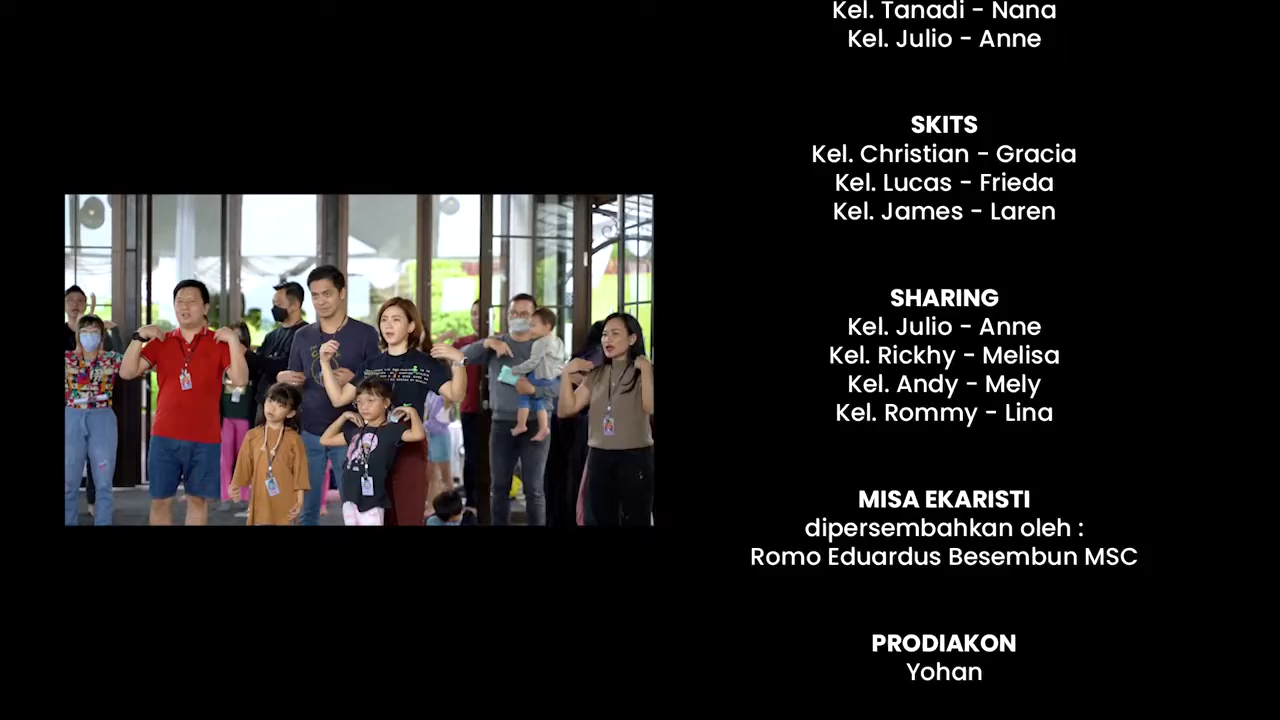 Kel. Tanadi - Nana
Kel. Julio - Anne
SKITS
Kel. Christian - Gracia
Kel. Lucas - Frieda
Kel. James - Laren
SHARING
Kel. Julio - Anne
Kel. Rickhy - Melisa
Kel. Andy - Mely
Kel. Rommy - Lina
MISA EKARISTI
dipersembahkan oleh :
Romo Eduardus Besembun MSC
PRODIAKON
Yohan